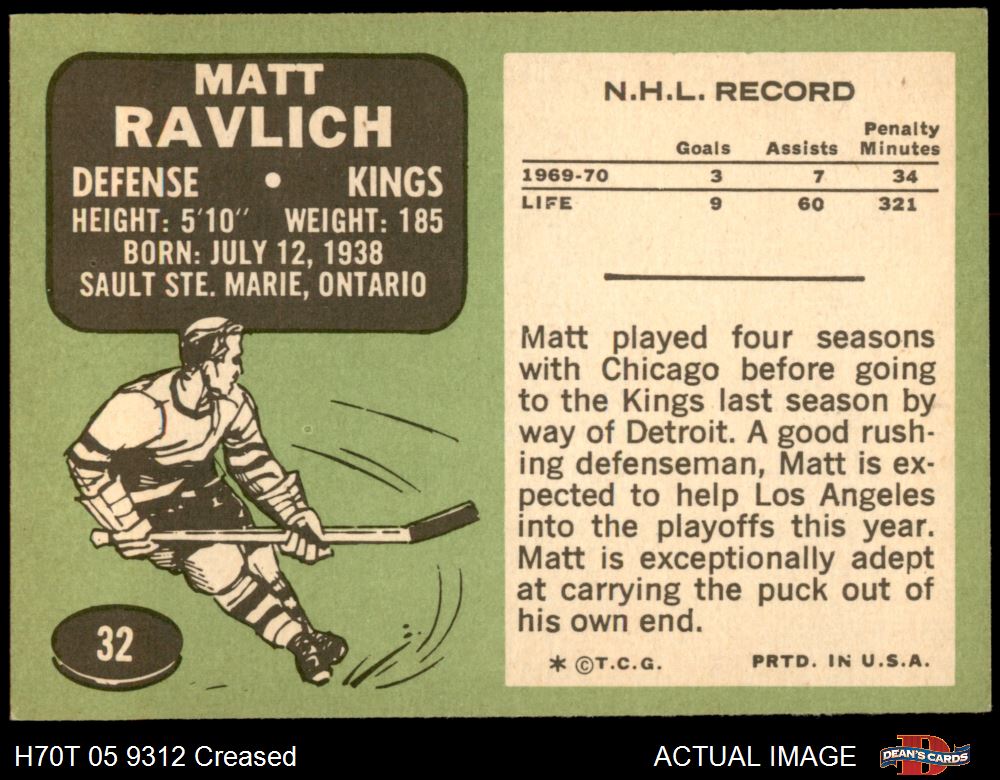 MATT
RAVLICH
DEFENSE • KINGS
HEIGHT: 5'10" WEIGHT: 185
BORN: JULY 12, 1938
SAULT STE. MARIE, ONTARIO
32
N.H.L. RECORD
Goals Assists Penalty Minutes
1969-70 3 7 34
LIFE 9 60 321
Matt played four seasons
with Chicago before going
to the Kings last season by
way of Detroit. A good rush-
ing defenseman, Matt is ex-
pected to help Los Angeles
into the playoffs this year.
Matt is exceptionally adept
at carrying the puck out of
his own end.
* ©T.C.G. PRTD. IN U.S.A.
H70T 05 9312 Creased ACTUAL IMAGE D DEAN'S CARDS